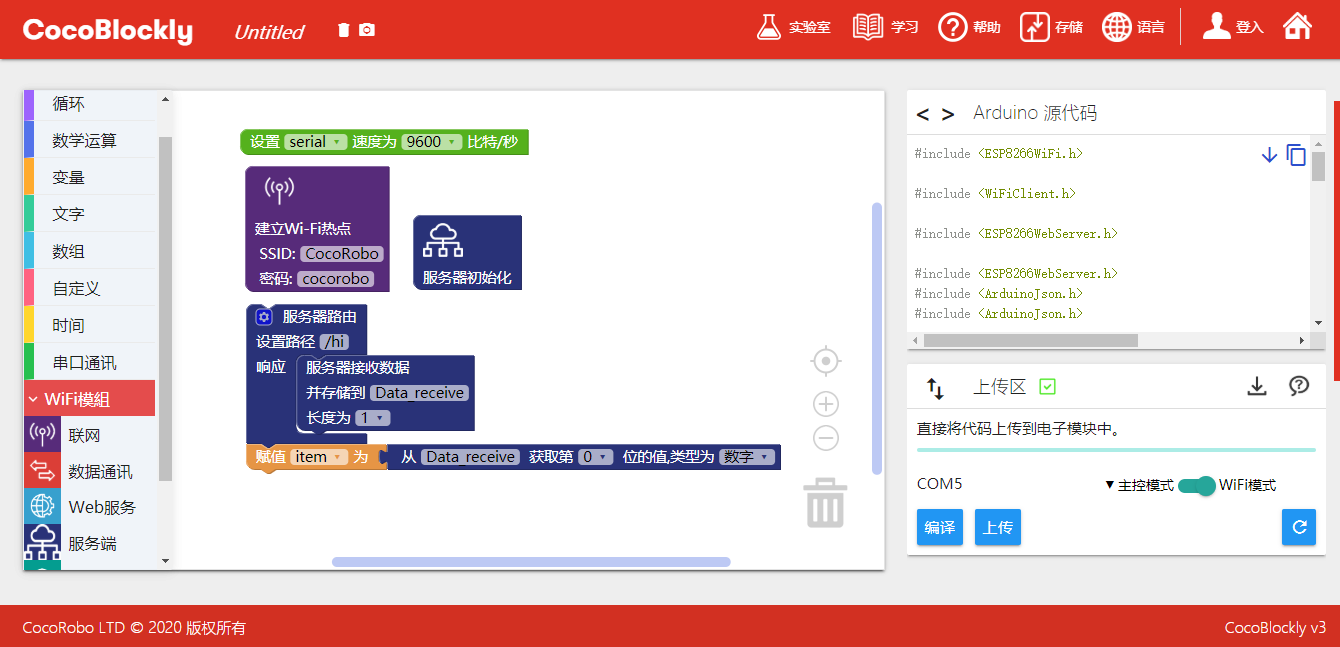 CocoBlockly
Untitled
实验室
学习
帮助
存储
语言
登入
循环
数学运算
变量
文字
数组
自定义
时间
串口通讯
WiFi模組
联网
数据通讯
Web服务
服务端
设置 serial 速度为 9600 比特/秒
建立Wi-Fi热点
SSID: CocoRobo
密码: cocorobo
服务器初始化
服务器路由
设置路径 /hi
响应
服务器接收数据
并存储到 Data_receive
长度为 1
赋值 item 为 从 Data_receive 获取第 0 位的值,类型为 数字
< > Arduino 源代码
#include <ESP8266WiFi.h>
#include <WiFiClient.h>
#include <ESP8266WebServer.h>
#include <ESP8266WebServer.h>
#include <ArduinoJson.h>
#include <ArduinoJson.h>
上传区
直接将代码上传到电子模块中。
COM5
主控模式
WiFi模式
编译
上传
CocoRobo LTD © 2020 版权所有
CocoBlockly v3